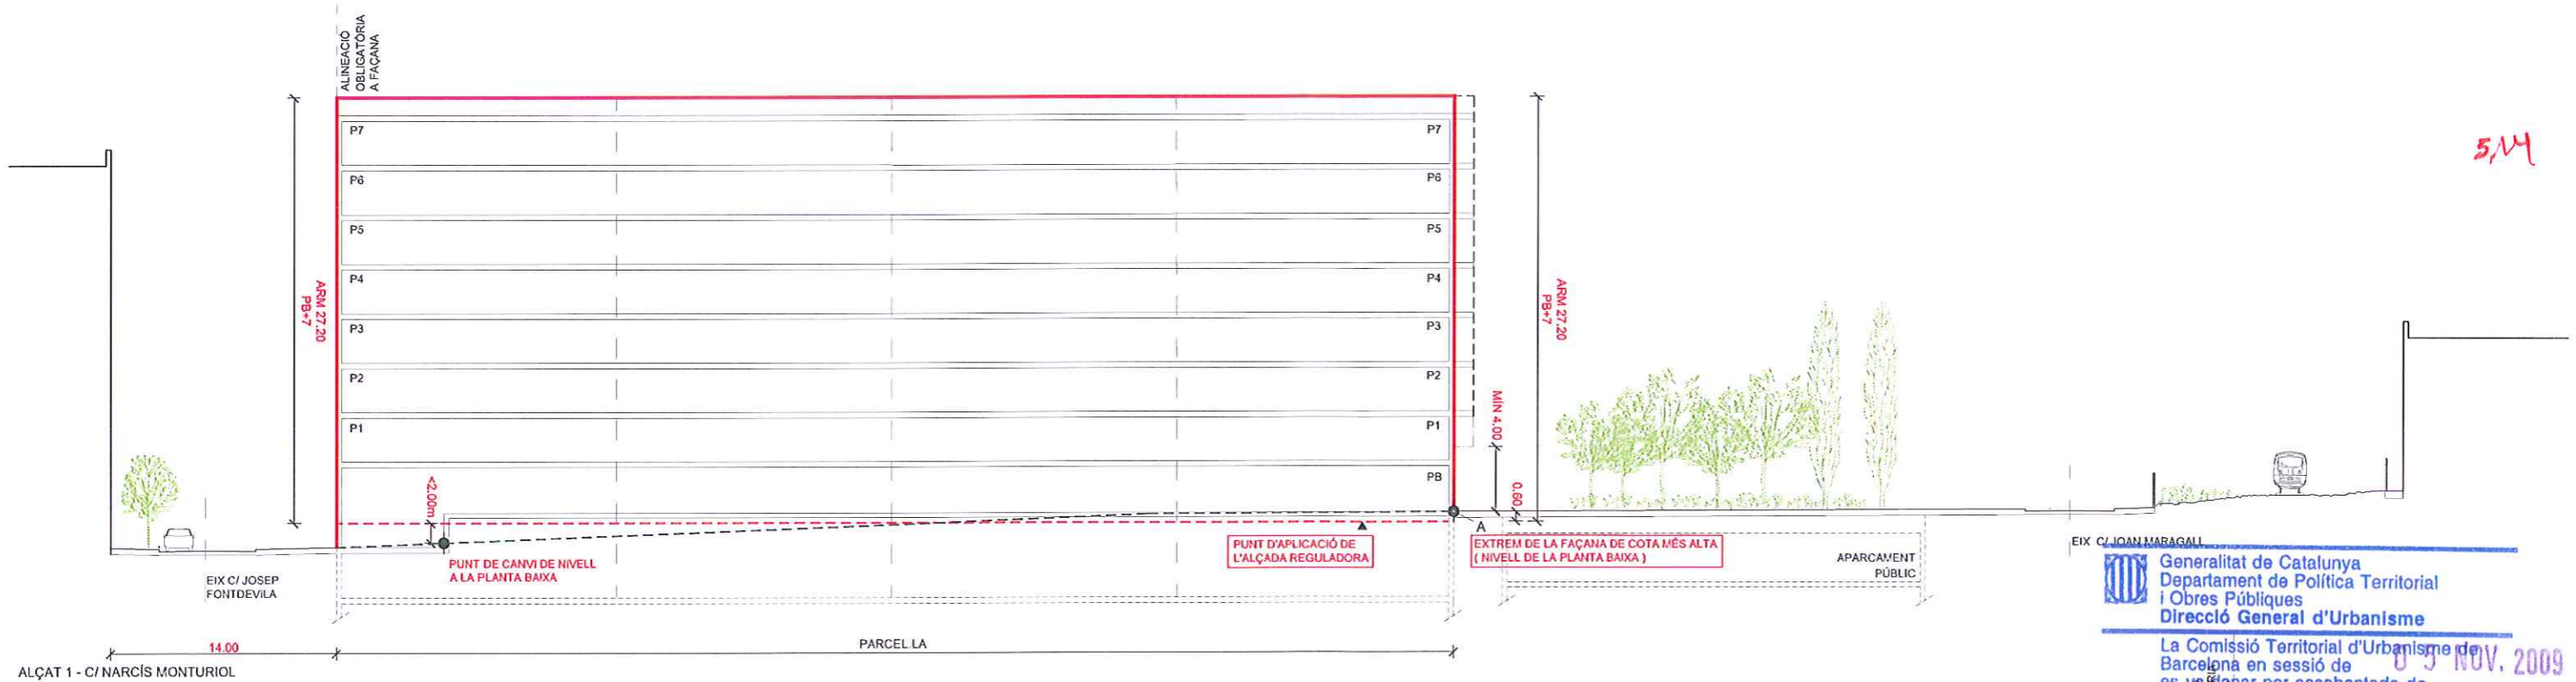 ALINEACIÓ
OBLIGATÒRIA
A FAÇANA
P7
P7
P6
P6
P5
P5
P4
P4
P3
P3
P2
P2
P1
P1
PB
ARM 27.20
PB+7
ARM 27.20
PB+7
MÍN 4.00
0.60
<2.00m
A
PUNT DE CANVI DE NIVELL
A LA PLANTA BAIXA
PUNT D'APLICACIÓ DE
L'ALÇADA REGULADORA
EXTREM DE LA FAÇANA DE COTA MÉS ALTA
( NIVELL DE LA PLANTA BAIXA )
APARCAMENT
PÚBLIC
EIX C/ JOSEP
FONTDEVILA
EIX C/ JOAN MARAGALL
14.00
PARCEL.LA
ALÇAT 1 - C/ NARCÍS MONTURIOL
Generalitat de Catalunya
Departament de Política Territorial
i Obres Públiques
Direcció General d'Urbanisme
La Comissió Territorial d'Urbanisme de
Barcelona en sessió de
05 NOV. 2009